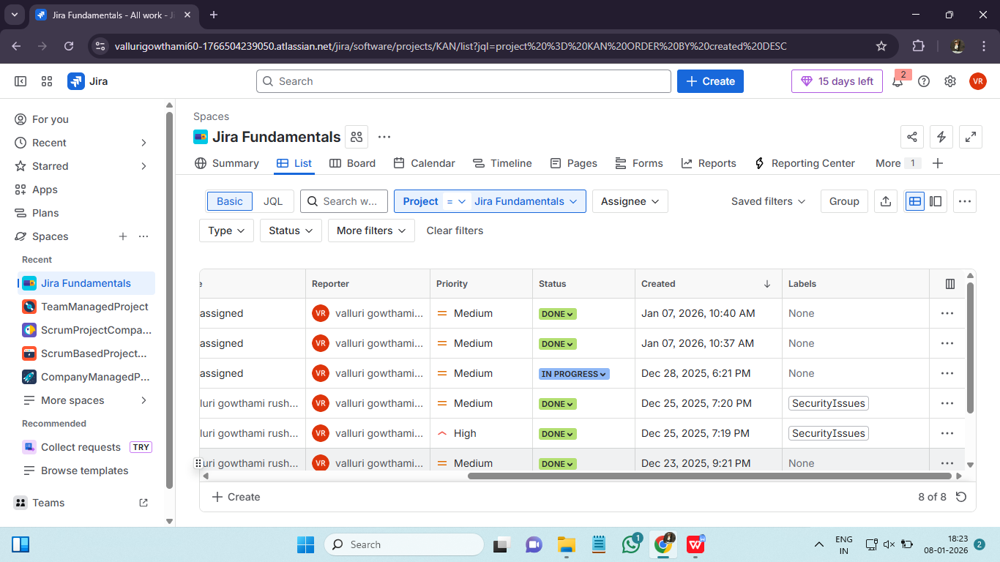 Jira Fundamentals - All work - Ji
vallurigowthami60-1766504239050.atlassian.net/jira/software/projects/KAN/list?jql=project%20%3D%20KAN%20ORDER%20BY%20created%20DESC
Jira
Search
Create
15 days left
2
VR
For you
Recent
Starred
Apps
Plans
Spaces
Recent
Jira Fundamentals
TeamManagedProject
ScrumProjectCompa...
ScrumBasedProject...
CompanyManagedP...
More spaces
Recommended
Collect requests TRY
Browse templates
Teams
Spaces
Jira Fundamentals
Summary List Board Calendar Timeline Pages Forms Reports Reporting Center More 1
Basic JQL Search w... Project = Jira Fundamentals Assignee Saved filters Group
Type Status More filters Clear filters
e Reporter Priority Status Created Labels
assigned VR valluri gowthami... Medium DONE Jan 07, 2026, 10:40 AM None
assigned VR valluri gowthami... Medium DONE Jan 07, 2026, 10:37 AM None
assigned VR valluri gowthami... Medium IN PROGRESS Dec 28, 2025, 6:21 PM None
lluri gowthami rush... VR valluri gowthami... Medium DONE Dec 25, 2025, 7:20 PM SecurityIssues
lluri gowthami rush... VR valluri gowthami... High DONE Dec 25, 2025, 7:19 PM SecurityIssues
uri gowthami rush... VR valluri gowthami... Medium DONE Dec 23, 2025, 9:21 PM None
Create
8 of 8
Search
1
ENG
IN
18:23
08-01-2026
2